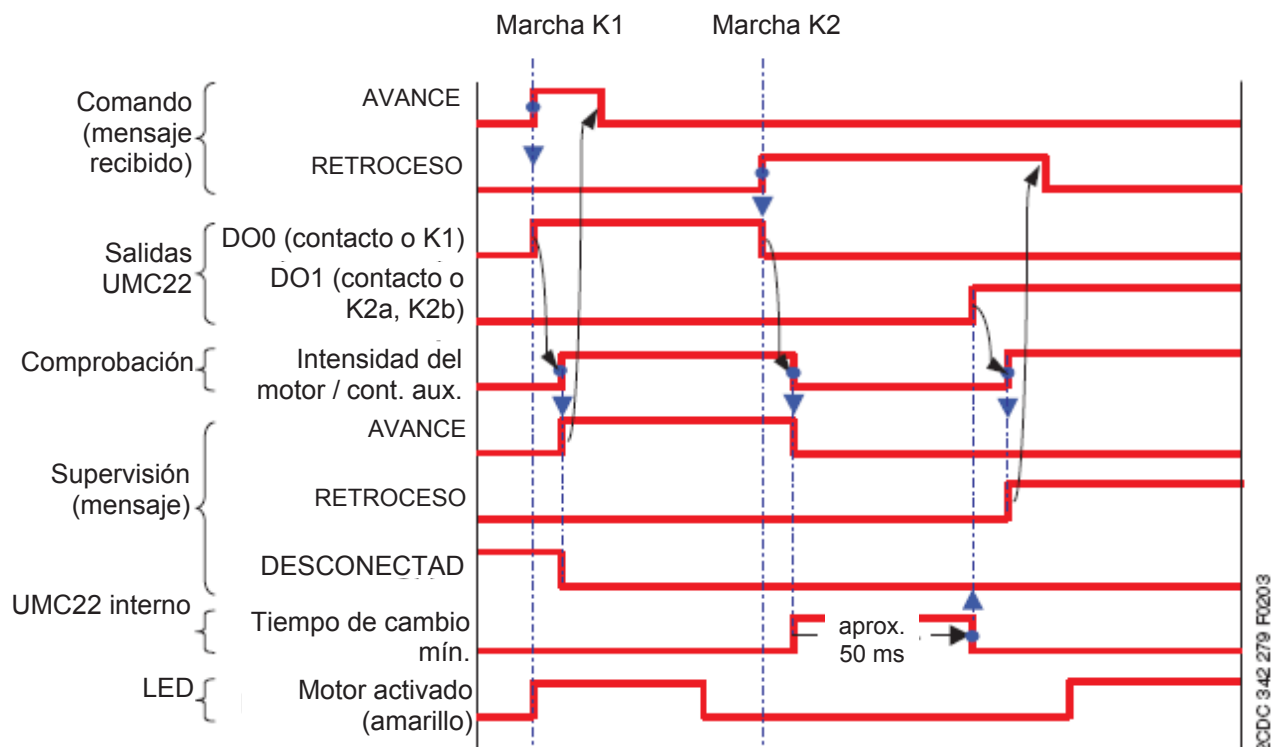 Marcha K1
Marcha K2
Comando
(mensaje
recibido)
AVANCE
RETROCESO
Salidas
UMC22
DO0 (contacto o K1)
DO1 (contacto o
K2a, K2b)
Comprobación
Intensidad del
motor / cont. aux.
Supervisión
(mensaje)
AVANCE
RETROCESO
DESCONECTAD
UMC22 interno
Tiempo de cambio
mín.
aprox.
50 ms
LED
Motor activado
(amarillo)
2CDC 342 279 F0203